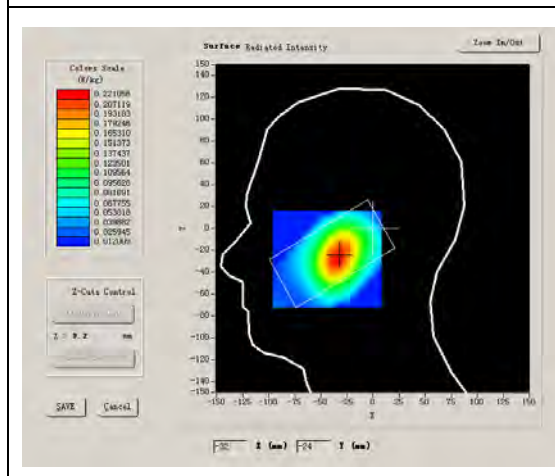 Surface Radiated Intensity
Zoom In/Out
Colors Scale
(W/kg)
0.221056
0.207119
0.193183
0.179246
0.165310
0.151373
0.137437
0.123501
0.109564
0.095628
0.081691
0.067755
0.053818
0.039882
0.025945
0.012009
150
140
120
100
80
60
40
20
0
-20
-40
-60
-80
-100
-120
-140
-150
Y
-150 -125 -100 -75 -50 -25 0 25 50 75 100 125 150
X
Z-Cuts Control
Z = 9.2 mm
SAVE
Cancel
-32 X (mm) -24 Y (mm)